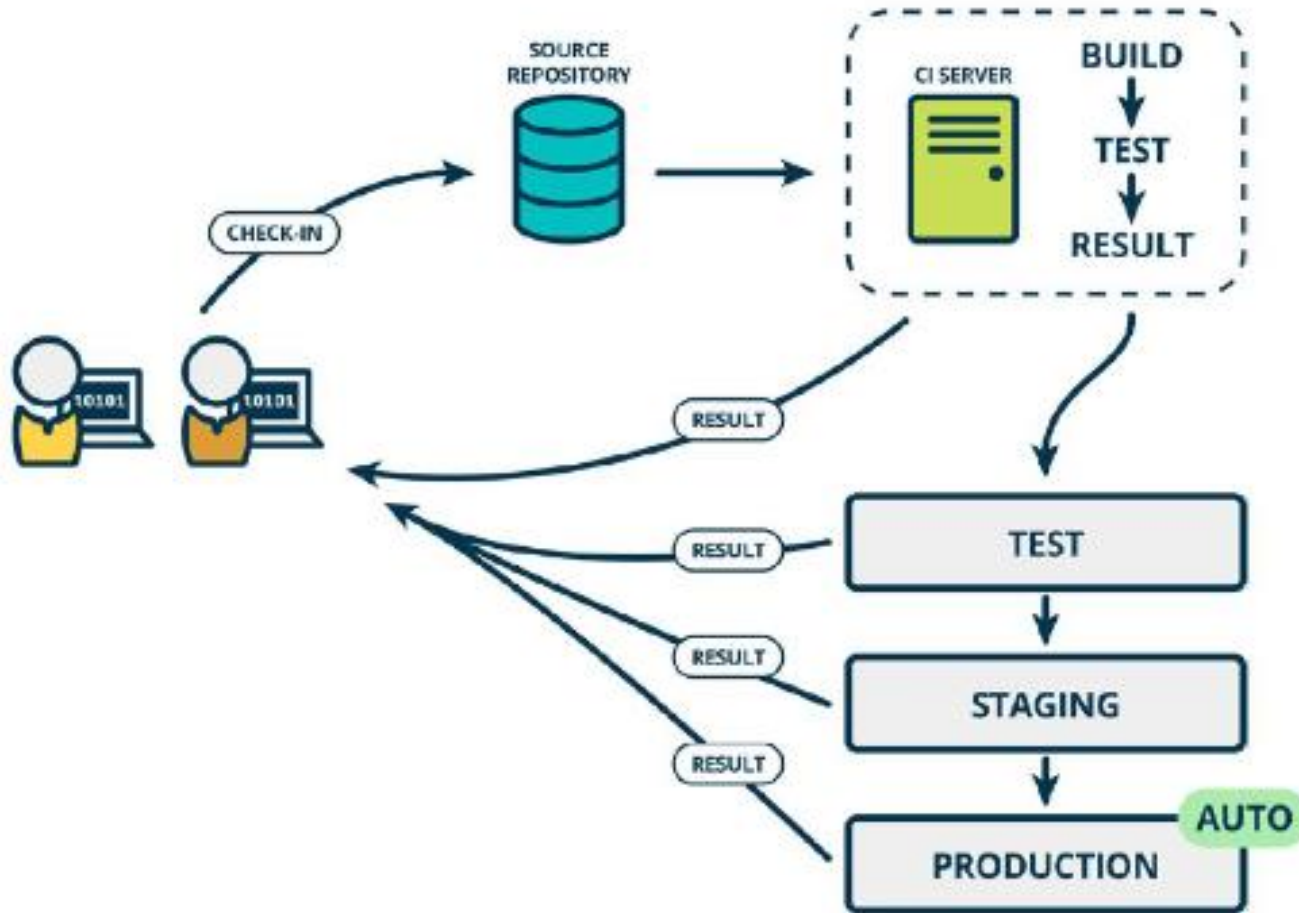 SOURCE
REPOSITORY
CI SERVER
BUILD
TEST
RESULT
CHECK-IN
10101
10101
RESULT
RESULT
TEST
RESULT
STAGING
RESULT
AUTO
PRODUCTION